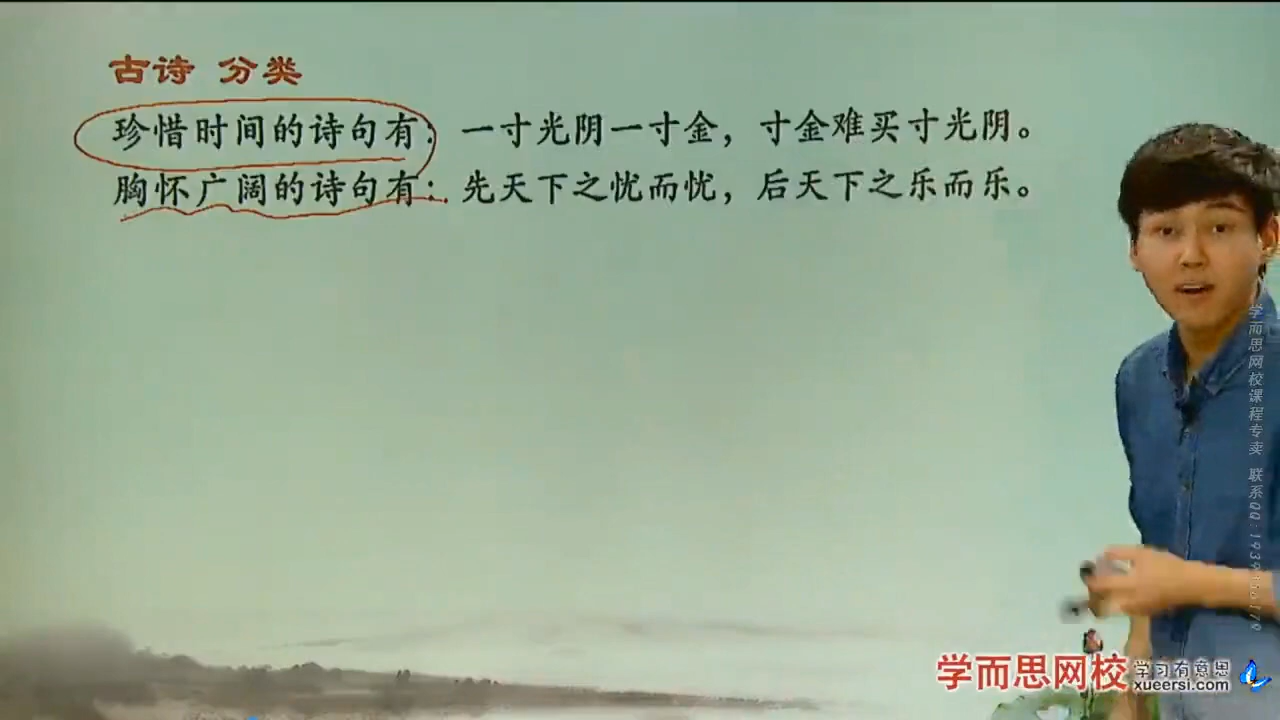 古诗 分类
珍惜时间的诗句有：一寸光阴一寸金，寸金难买寸光阴。
胸怀广阔的诗句有：先天下之忧而忧，后天下之乐而乐。
学而思网校课程专卖 联系QQ:
学而思网校 学习有意思
xueersi.com